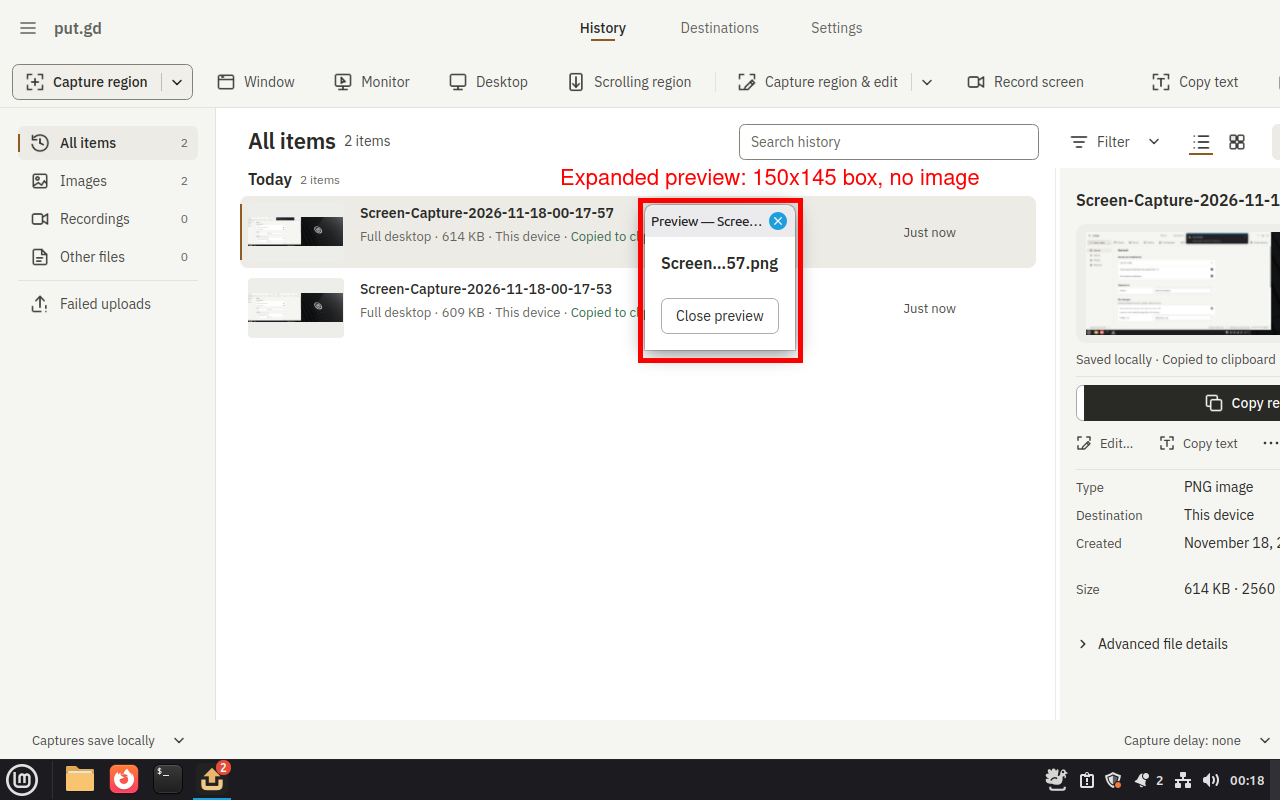 put.gd
History
Destinations
Settings
Capture region
Window
Monitor
Desktop
Scrolling region
Capture region & edit
Record screen
Copy text
All items 2
Images 2
Recordings 0
Other files 0
Failed uploads
All items 2 items
Search history
Filter
Today 2 items
Expanded preview: 150x145 box, no image
Screen-Capture-2026-11-18-00-17-57
Full desktop · 614 KB · This device · Copied to cl
Just now
Screen-Capture-2026-11-18-00-17-53
Full desktop · 609 KB · This device · Copied to cl
Just now
Preview — Scree...
Screen...57.png
Close preview
Screen-Capture-2026-11-1
Saved locally · Copied to clipboard
Copy re
Edit...
Copy text
Type PNG image
Destination This device
Created November 18, 2
Size 614 KB · 2560
Advanced file details
Captures save locally
Capture delay: none
2
2
00:18